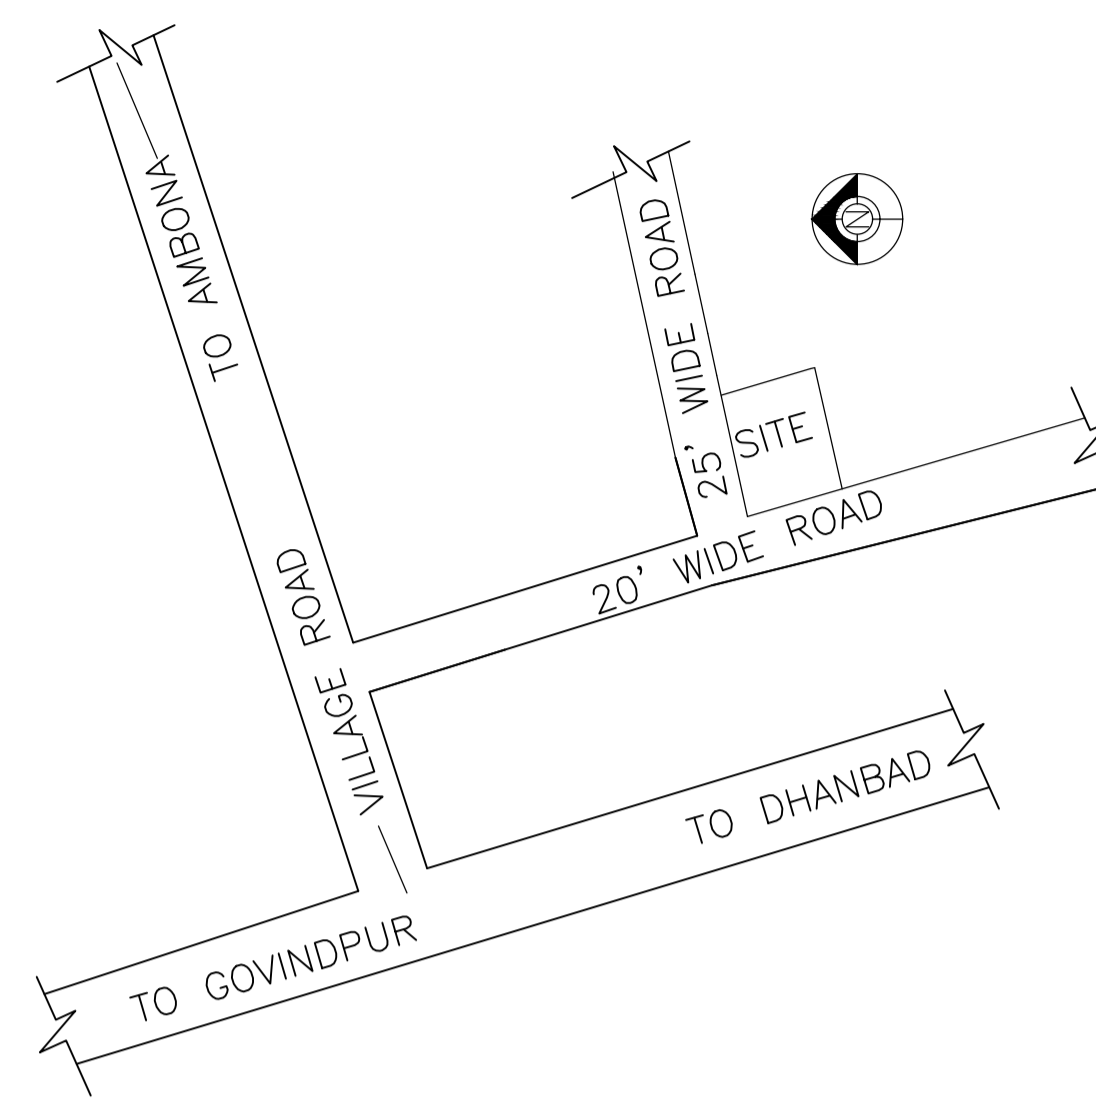 TO AMBONA
25' WIDE ROAD
N
SITE
20' WIDE ROAD
VILLAGE ROAD
TO DHANBAD
TO GOVINDPUR